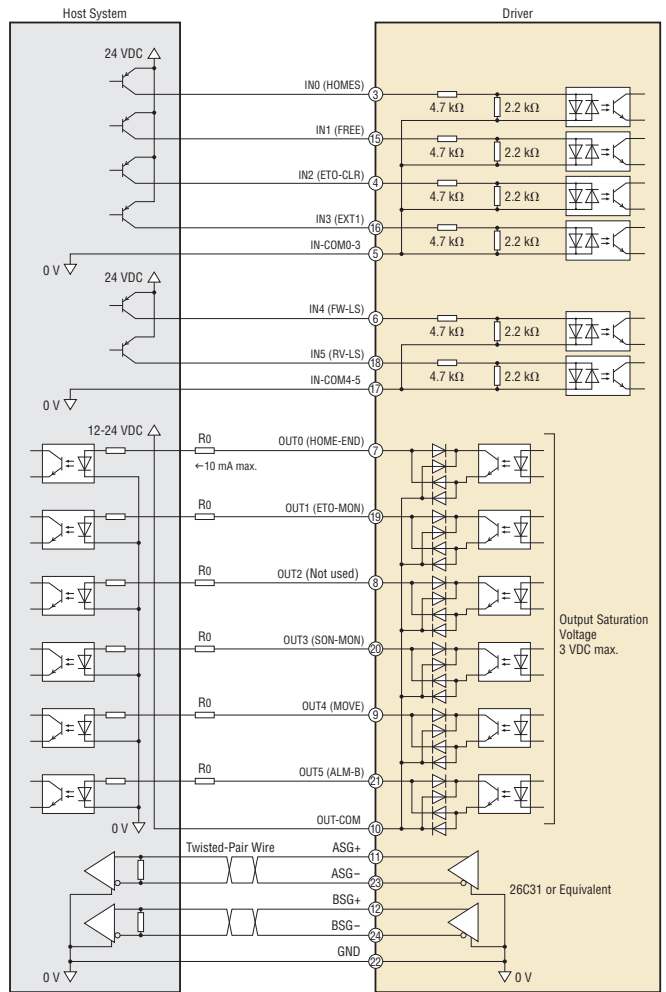 Host System
Driver
24 VDC
IN0 (HOMES)
3
4.7 kΩ
2.2 kΩ
IN1 (FREE)
15
4.7 kΩ
2.2 kΩ
IN2 (ETO-CLR)
4
4.7 kΩ
2.2 kΩ
IN3 (EXT1)
16
4.7 kΩ
2.2 kΩ
IN-COM0-3
5
0 V
24 VDC
IN4 (FW-LS)
6
4.7 kΩ
2.2 kΩ
IN5 (RV-LS)
18
4.7 kΩ
2.2 kΩ
IN-COM4-5
17
0 V
12-24 VDC
R0
OUT0 (HOME-END)
7
←10 mA max.
R0
OUT1 (ETO-MON)
19
R0
OUT2 (Not used)
8
R0
OUT3 (SON-MON)
20
Output Saturation
Voltage
3 VDC max.
R0
OUT4 (MOVE)
9
R0
OUT5 (ALM-B)
21
0 V
OUT-COM
10
Twisted-Pair Wire
ASG+
11
ASG−
23
26C31 or Equivalent
BSG+
12
BSG−
24
GND
22
0 V
0 V